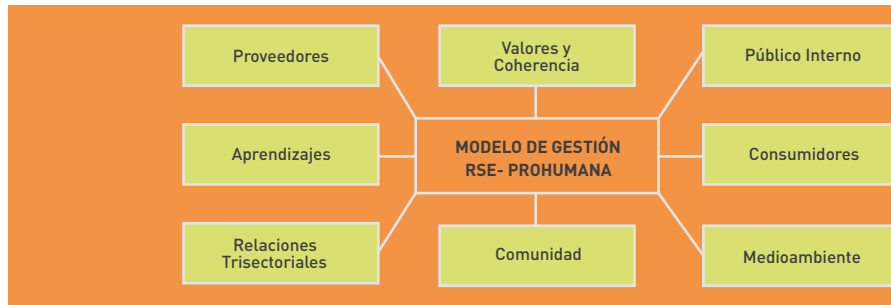 Proveedores
Valores y
Coherencia
Público Interno
Aprendizajes
MODELO DE GESTIÓN
RSE- PROHUMANA
Consumidores
Relaciones
Trisectoriales
Comunidad
Medioambiente